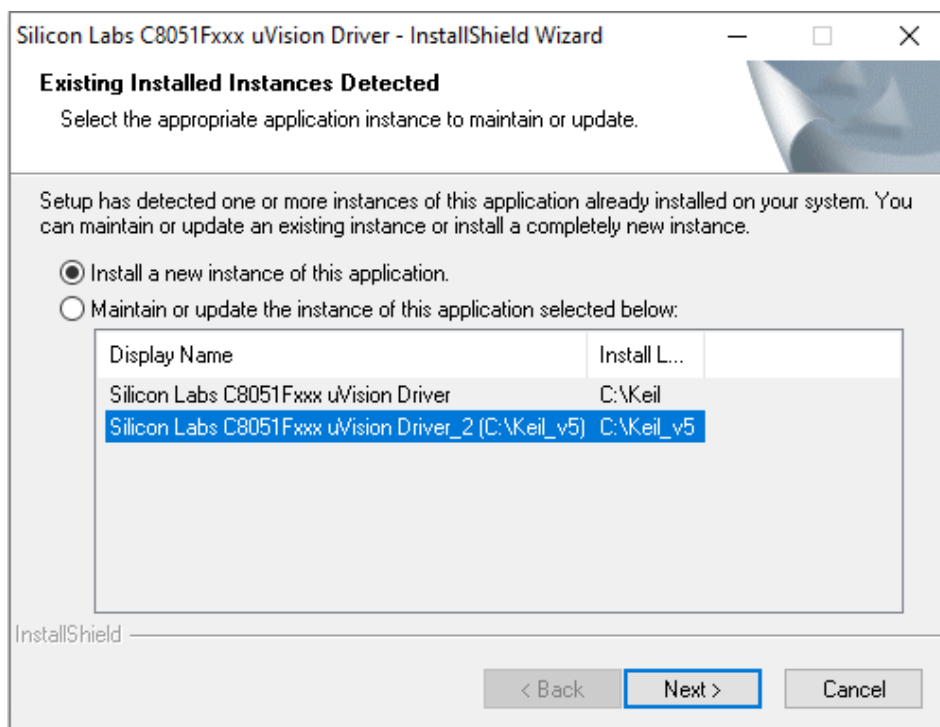 Silicon Labs C8051Fxxx uVision Driver - InstallShield Wizard
Existing Installed Instances Detected
Select the appropriate application instance to maintain or update.
Setup has detected one or more instances of this application already installed on your system. You
can maintain or update an existing instance or install a completely new instance.
Install a new instance of this application.
Maintain or update the instance of this application selected below:
Display Name Install L...
Silicon Labs C8051Fxxx uVision Driver C:\Keil
Silicon Labs C8051Fxxx uVision Driver_2 (C:\Keil_v5) C:\Keil_v5
InstallShield
< Back Next > Cancel